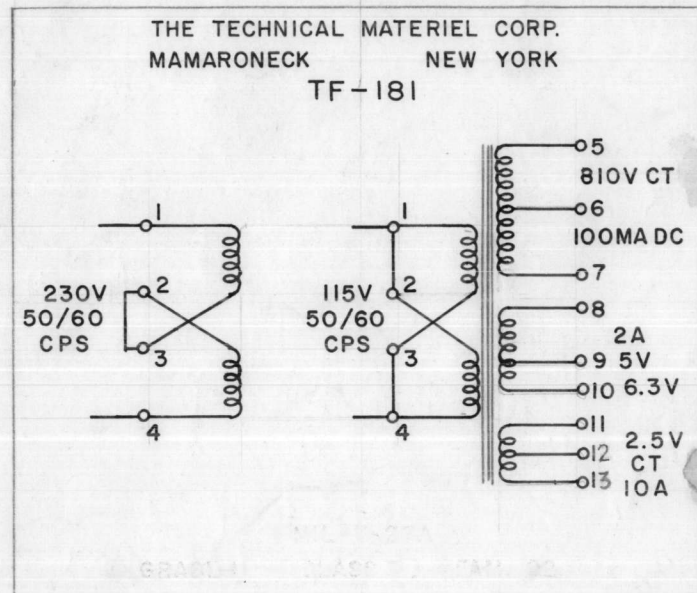 THE TECHNICAL MATERIEL CORP.
MAMARONECK NEW YORK
TF-181
1
2
230V
50/60
CPS
3
4
1
2
115V
50/60
CPS
3
4
5
810V CT
6
100MA DC
7
8
2A
9 5V
10 6.3V
11
2.5V
12
CT
13
10A